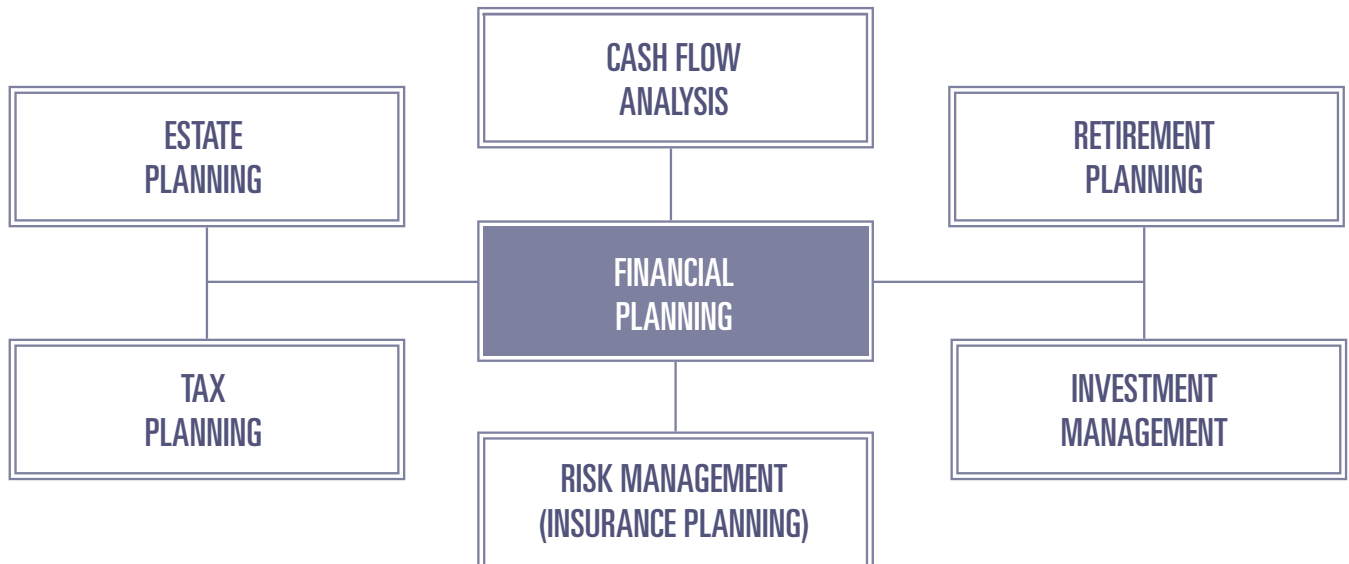 CASH FLOW
ANALYSIS
ESTATE
PLANNING
RETIREMENT
PLANNING
FINANCIAL
PLANNING
TAX
PLANNING
INVESTMENT
MANAGEMENT
RISK MANAGEMENT
(INSURANCE PLANNING)